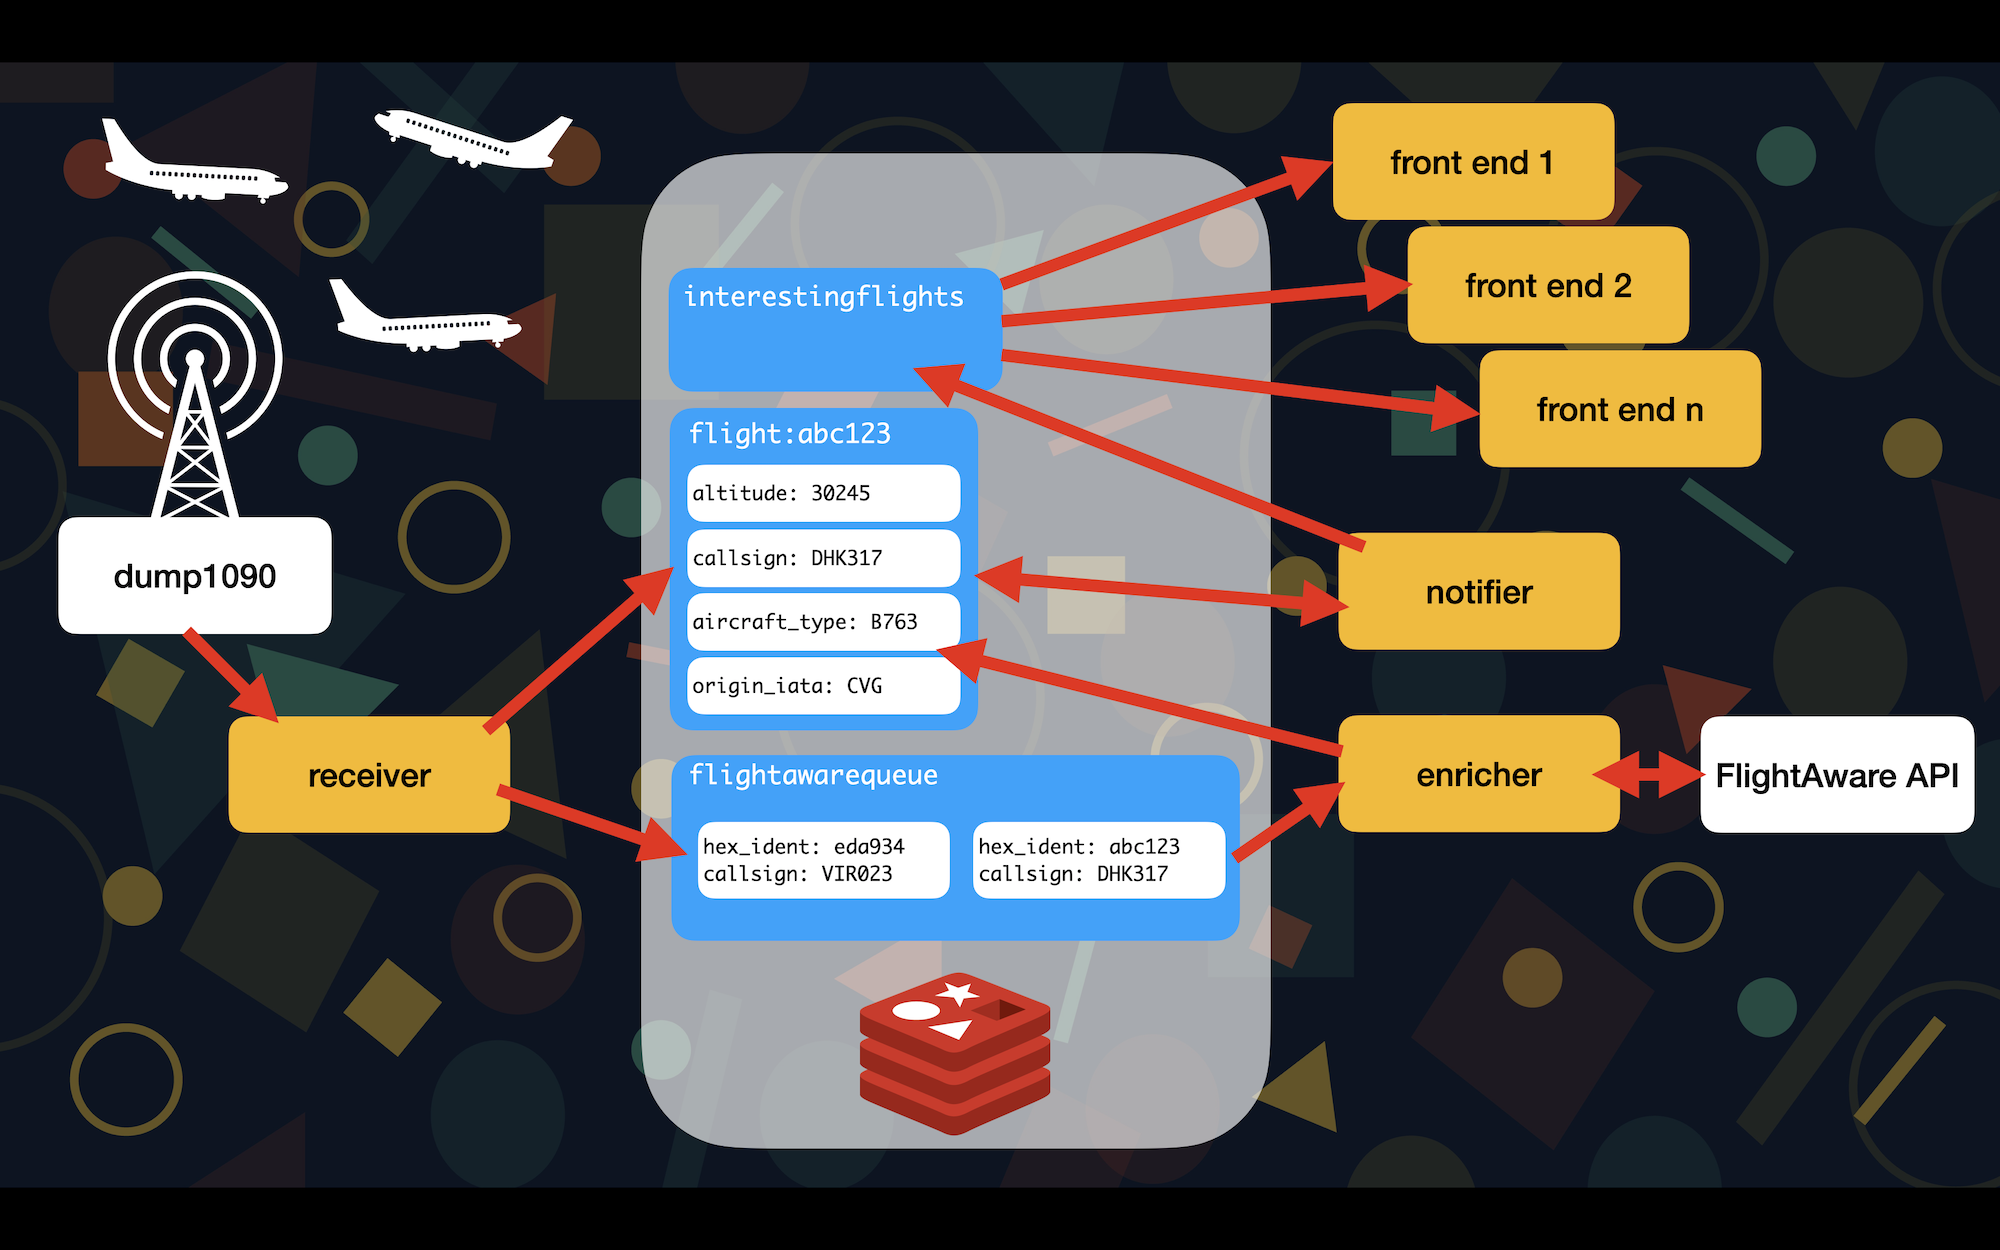 front end 1
front end 2
front end n
interestingflights
flight:abc123
altitude: 30245
callsign: DHK317
aircraft_type: B763
origin_iata: CVG
dump1090
receiver
notifier
enricher
FlightAware API
flightawarequeue
hex_ident: eda934
callsign: VIR023
hex_ident: abc123
callsign: DHK317